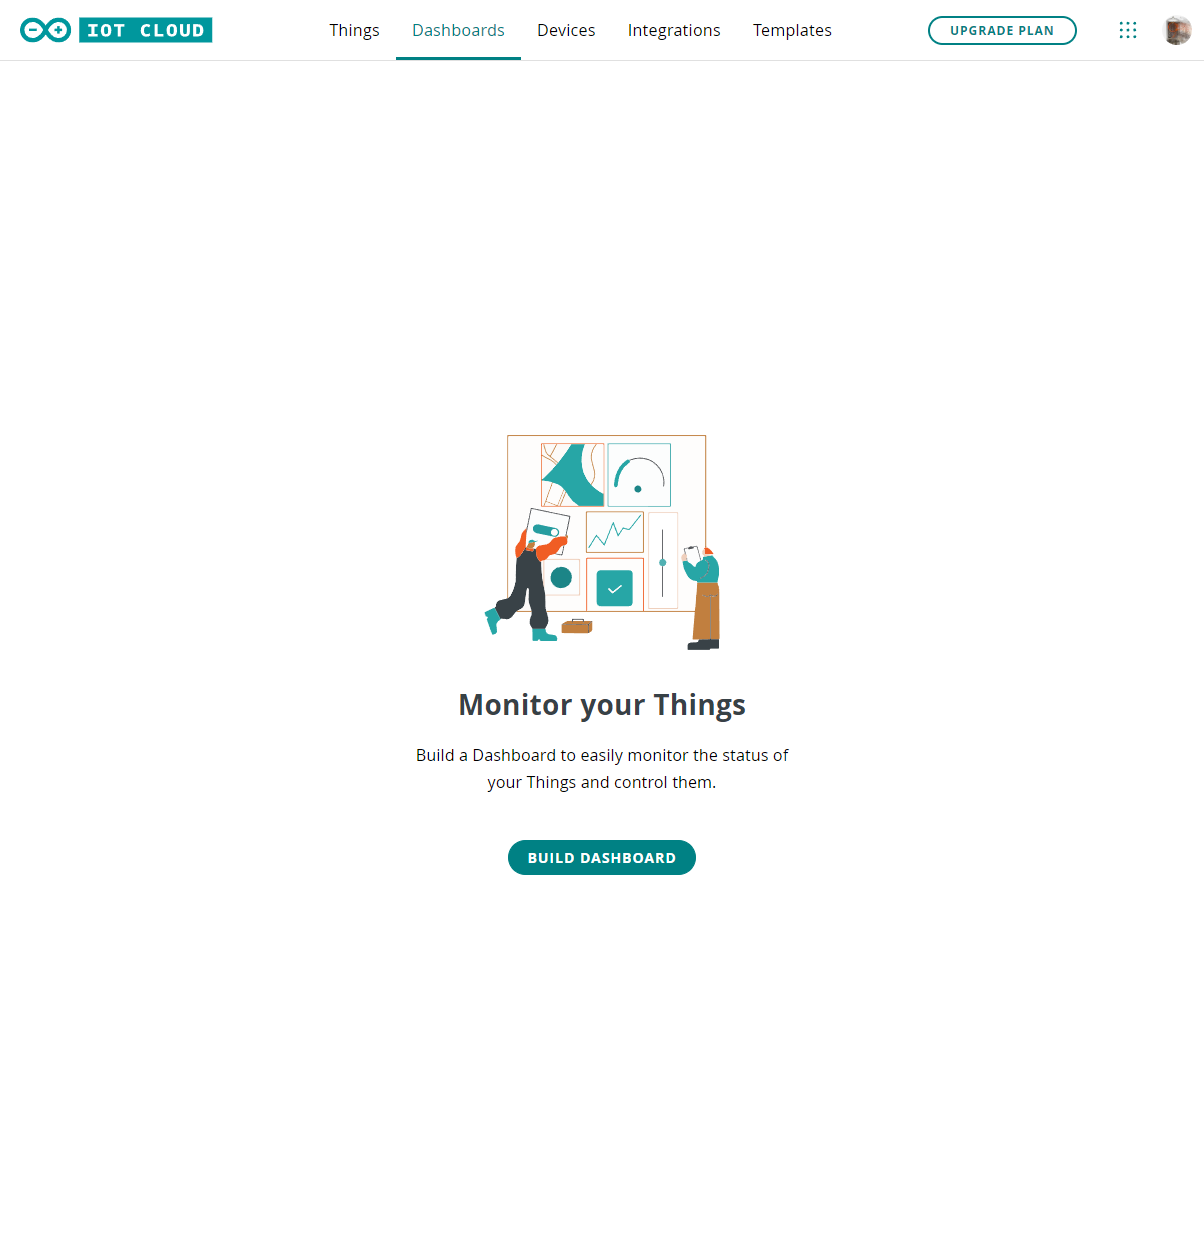 IOT CLOUD
Things
Dashboards
Devices
Integrations
Templates
UPGRADE PLAN
Monitor your Things
Build a Dashboard to easily monitor the status of
your Things and control them.
BUILD DASHBOARD